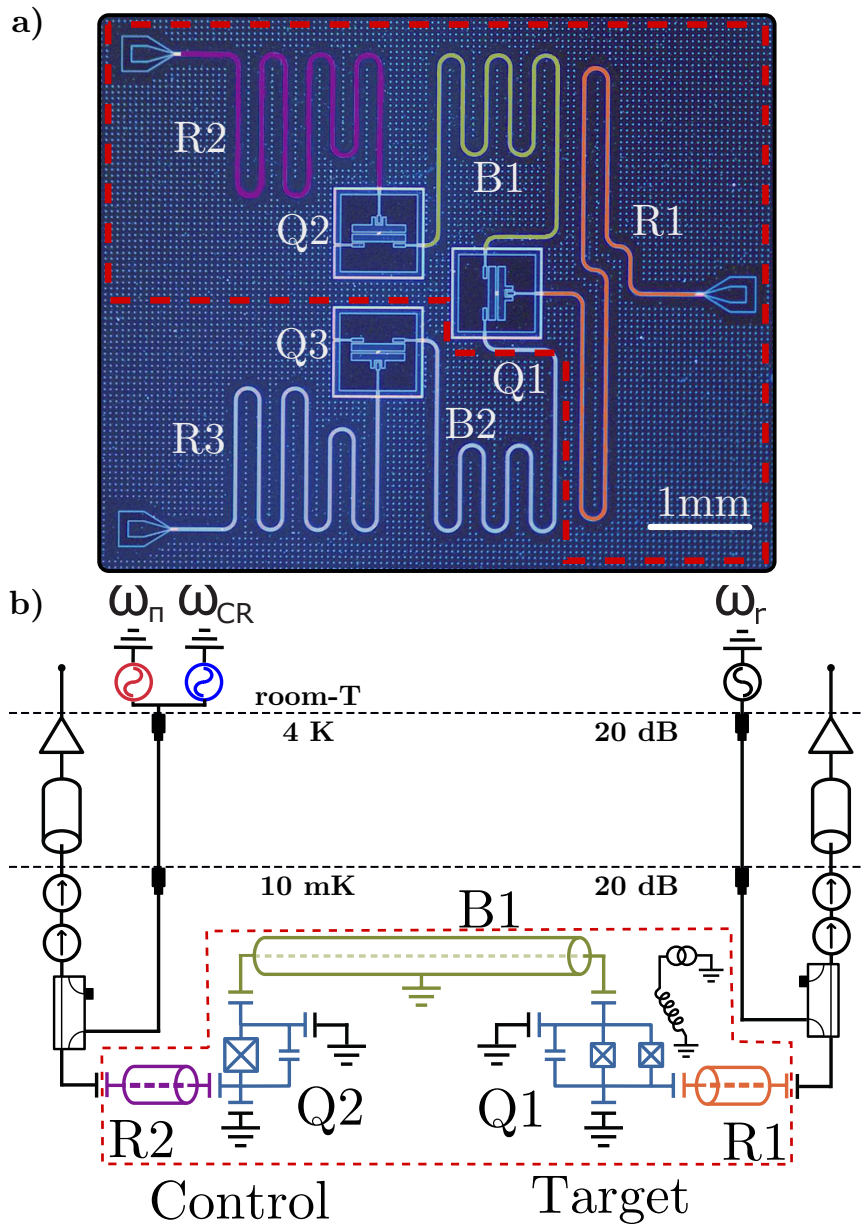 a)
R2
B1
R1
Q2
Q3
Q1
B2
R3
1mm
b)
ωπ ωCR ωr
room-T
4 K 20 dB
10 mK 20 dB
B1
Q2 Q1
R2 R1
Control Target